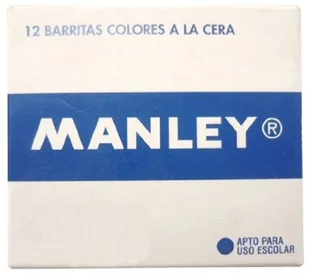 12 BARRITAS COLORES A LA CERA
MANLEY®
APTO PARA
USO ESCOLAR